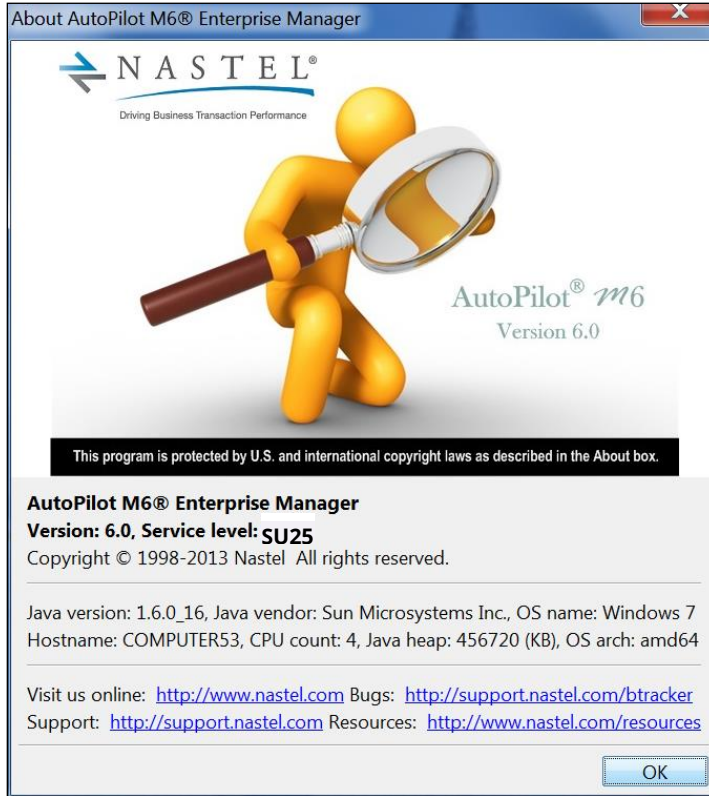 About AutoPilot M6® Enterprise Manager
X
NASTEL®
Driving Business Transaction Performance
AutoPilot® m6
Version 6.0
This program is protected by U.S. and international copyright laws as described in the About box.
AutoPilot M6® Enterprise Manager
Version: 6.0, Service level: SU25
Copyright © 1998-2013 Nastel All rights reserved.
Java version: 1.6.0_16, Java vendor: Sun Microsystems Inc., OS name: Windows 7
Hostname: COMPUTER53, CPU count: 4, Java heap: 456720 (KB), OS arch: amd64
Visit us online: http://www.nastel.com Bugs: http://support.nastel.com/btracker
Support: http://support.nastel.com Resources: http://www.nastel.com/resources
OK